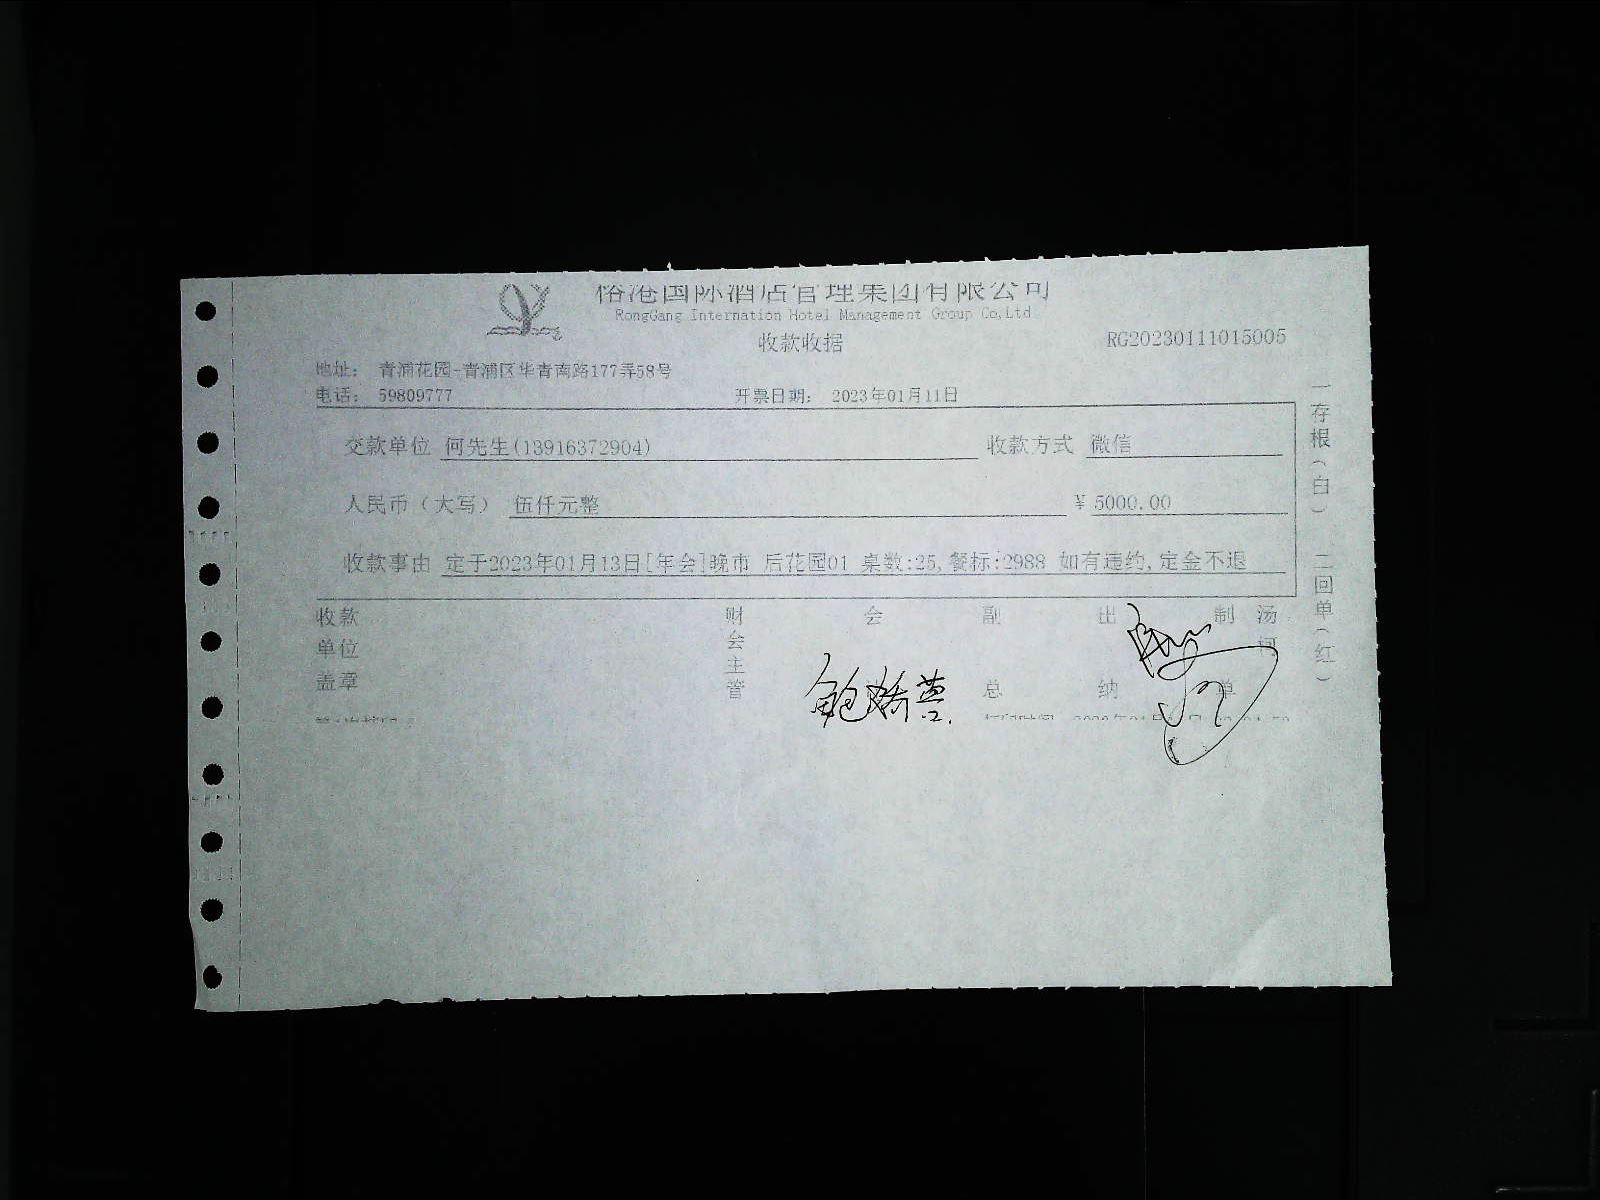 裕港国际酒店管理集团有限公司
RongGang Internation Hotel Management Group Co,Ltd
收款收据
RG20230111015005
地址： 青浦花园-青浦区华青南路177弄58号
电话： 59809777 开票日期： 2023年01月11日
交款单位 何先生(13916372904) 收款方式 微信
人民币（大写） 伍仟元整 ¥ 5000.00
收款事由 定于2023年01月13日[年会]晚市 后花园01 桌数:25,餐标:2988 如有违约,定金不退
收款单位盖章 财会主管 会 副总 出纳 制单 汤
一存根（白） 二回单（红）